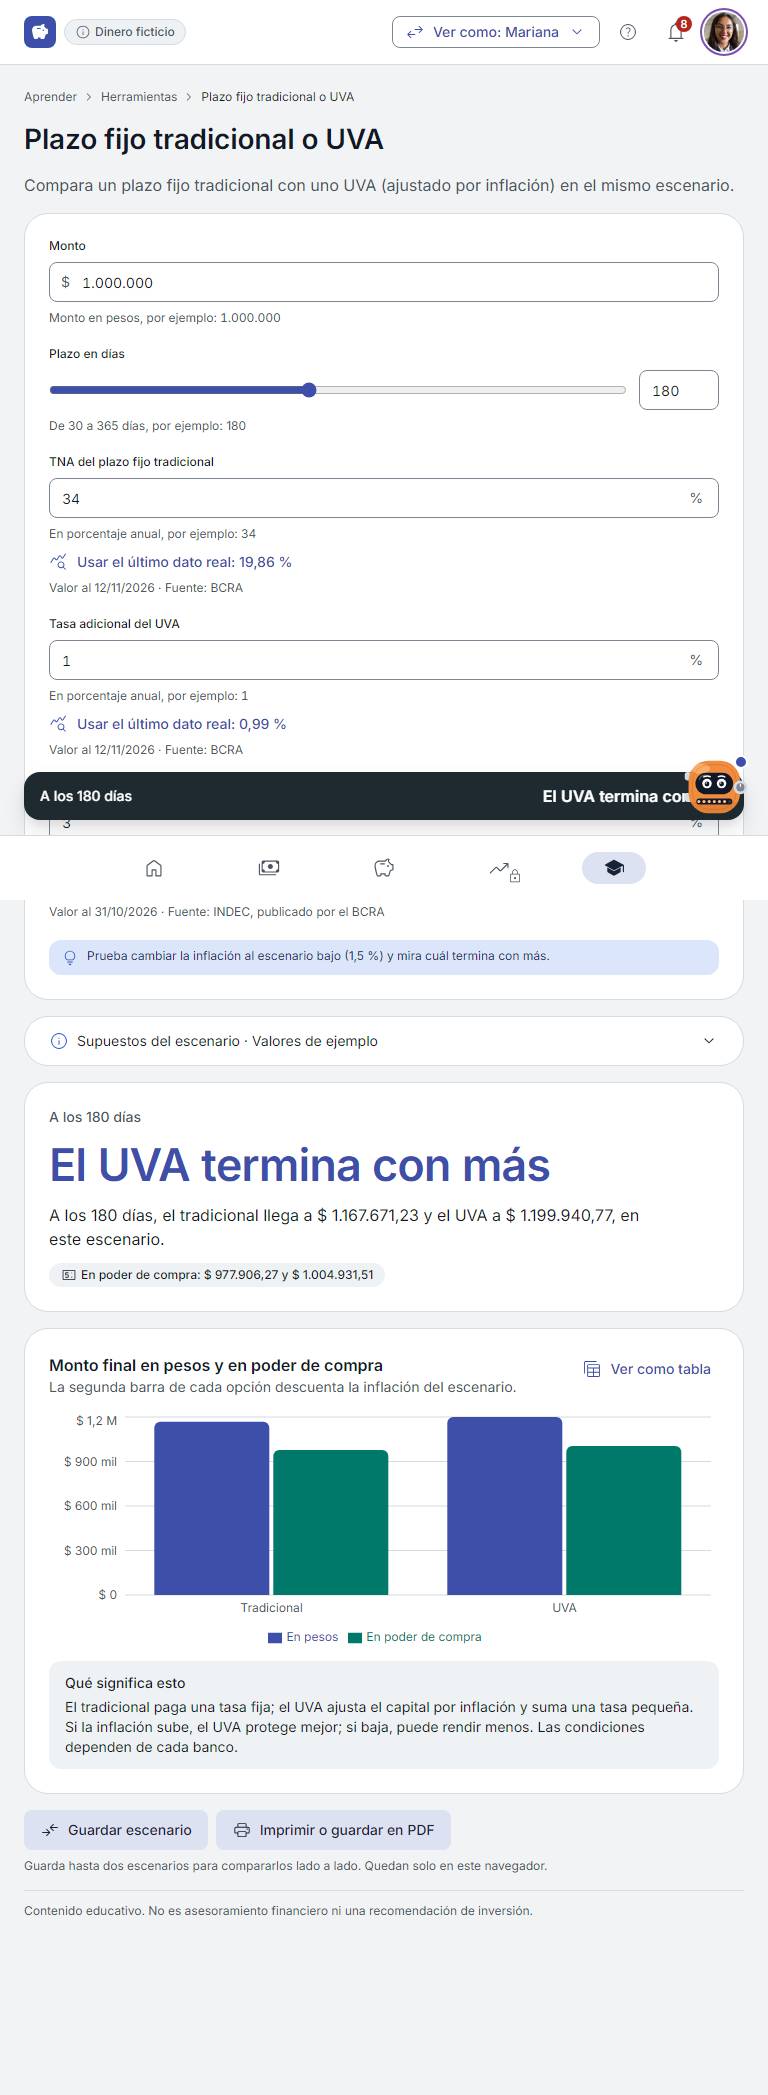 Dinero ficticio
Ver como: Mariana
8
Aprender > Herramientas > Plazo fijo tradicional o UVA
Plazo fijo tradicional o UVA
Compara un plazo fijo tradicional con uno UVA (ajustado por inflación) en el mismo escenario.
Monto
$ 1.000.000
Monto en pesos, por ejemplo: 1.000.000
Plazo en días
180
De 30 a 365 días, por ejemplo: 180
TNA del plazo fijo tradicional
34 %
En porcentaje anual, por ejemplo: 34
Usar el último dato real: 19,86 %
Valor al 12/11/2026 · Fuente: BCRA
Tasa adicional del UVA
1 %
En porcentaje anual, por ejemplo: 1
Usar el último dato real: 0,99 %
Valor al 12/11/2026 · Fuente: BCRA
A los 180 días El UVA termina con
3 %
Valor al 31/10/2026 · Fuente: INDEC, publicado por el BCRA
Prueba cambiar la inflación al escenario bajo (1,5 %) y mira cuál termina con más.
Supuestos del escenario · Valores de ejemplo
A los 180 días
El UVA termina con más
A los 180 días, el tradicional llega a $ 1.167.671,23 y el UVA a $ 1.199.940,77, en
este escenario.
En poder de compra: $ 977.906,27 y $ 1.004.931,51
Monto final en pesos y en poder de compra
Ver como tabla
La segunda barra de cada opción descuenta la inflación del escenario.
$ 1,2 M
$ 900 mil
$ 600 mil
$ 300 mil
$ 0
Tradicional UVA
En pesos En poder de compra
Qué significa esto
El tradicional paga una tasa fija; el UVA ajusta el capital por inflación y suma una tasa pequeña.
Si la inflación sube, el UVA protege mejor; si baja, puede rendir menos. Las condiciones
dependen de cada banco.
Guardar escenario Imprimir o guardar en PDF
Guarda hasta dos escenarios para compararlos lado a lado. Quedan solo en este navegador.
Contenido educativo. No es asesoramiento financiero ni una recomendación de inversión.